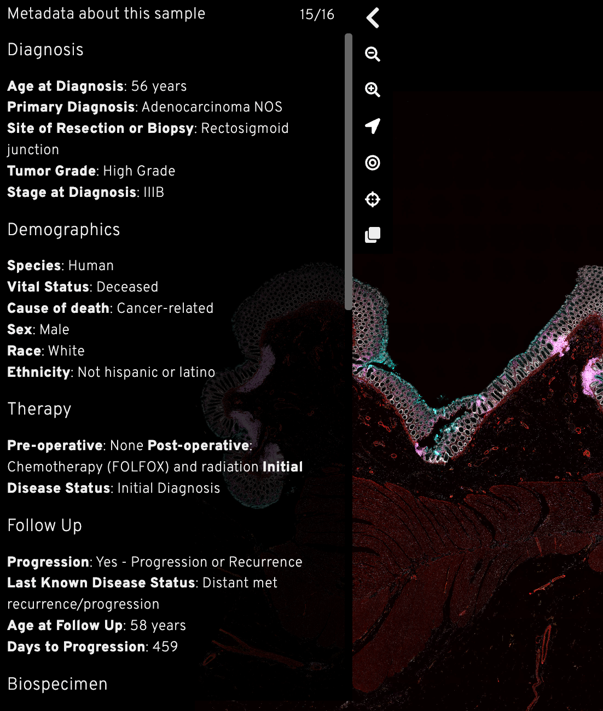 Metadata about this sample 15/16
Diagnosis
Age at Diagnosis: 56 years
Primary Diagnosis: Adenocarcinoma NOS
Site of Resection or Biopsy: Rectosigmoid
junction
Tumor Grade: High Grade
Stage at Diagnosis: IIIB
Demographics
Species: Human
Vital Status: Deceased
Cause of death: Cancer-related
Sex: Male
Race: White
Ethnicity: Not hispanic or latino
Therapy
Pre-operative: None Post-operative:
Chemotherapy (FOLFOX) and radiation Initial
Disease Status: Initial Diagnosis
Follow Up
Progression: Yes - Progression or Recurrence
Last Known Disease Status: Distant met
recurrence/progression
Age at Follow Up: 58 years
Days to Progression: 459
Biospecimen